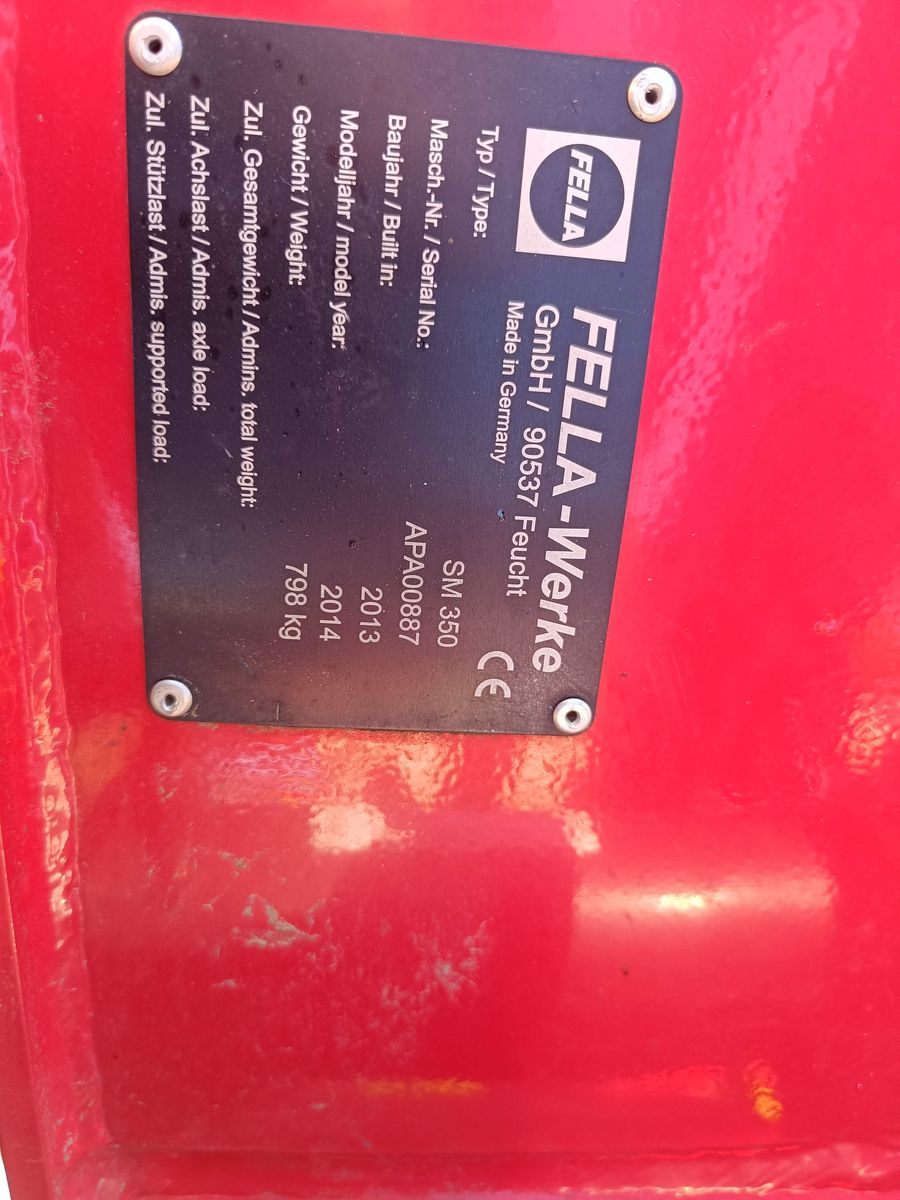 FELLA
FELLA-Werke
GmbH / 90537 Feucht
Made in Germany
CE
Typ / Type: SM 350
Masch.-Nr. / Serial No.: APA00887
Baujahr / Built in: 2013
Modelljahr / model year: 2014
Gewicht / Weight: 798 kg
Zul. Gesamtgewicht / Admins. total weight:
Zul. Achslast / Admis. axle load:
Zul. Stützlast / Admis. supported load: